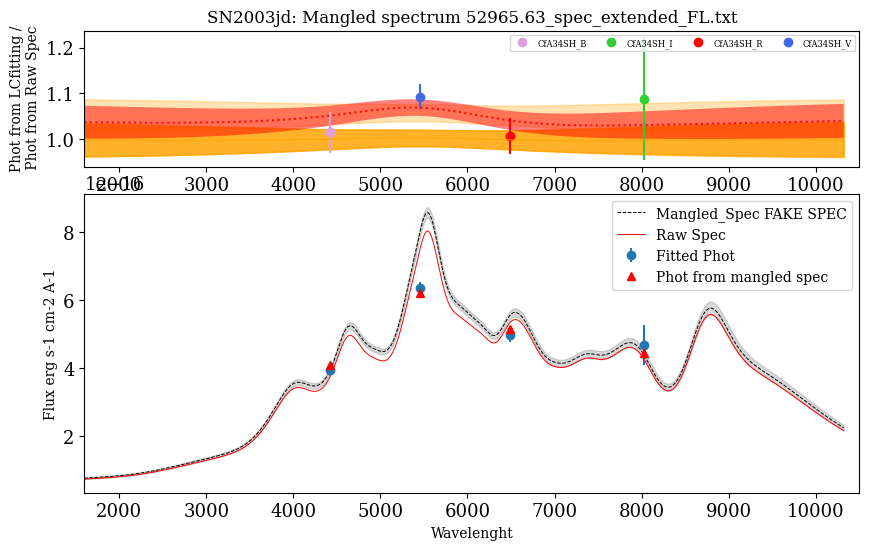 SN2003jd: Mangled spectrum 52965.63_spec_extended_FL.txt
Phot from LCfitting /
Phot from Raw Spec
1.2
1.1
1.0
CfA34SH_B CfA34SH_I CfA34SH_R CfA34SH_V
2000 3000 4000 5000 6000 7000 8000 9000 10000
1e−16
Flux erg s-1 cm-2 A-1
8
6
4
2
Mangled_Spec FAKE SPEC
Raw Spec
Fitted Phot
Phot from mangled spec
2000 3000 4000 5000 6000 7000 8000 9000 10000
Wavelenght